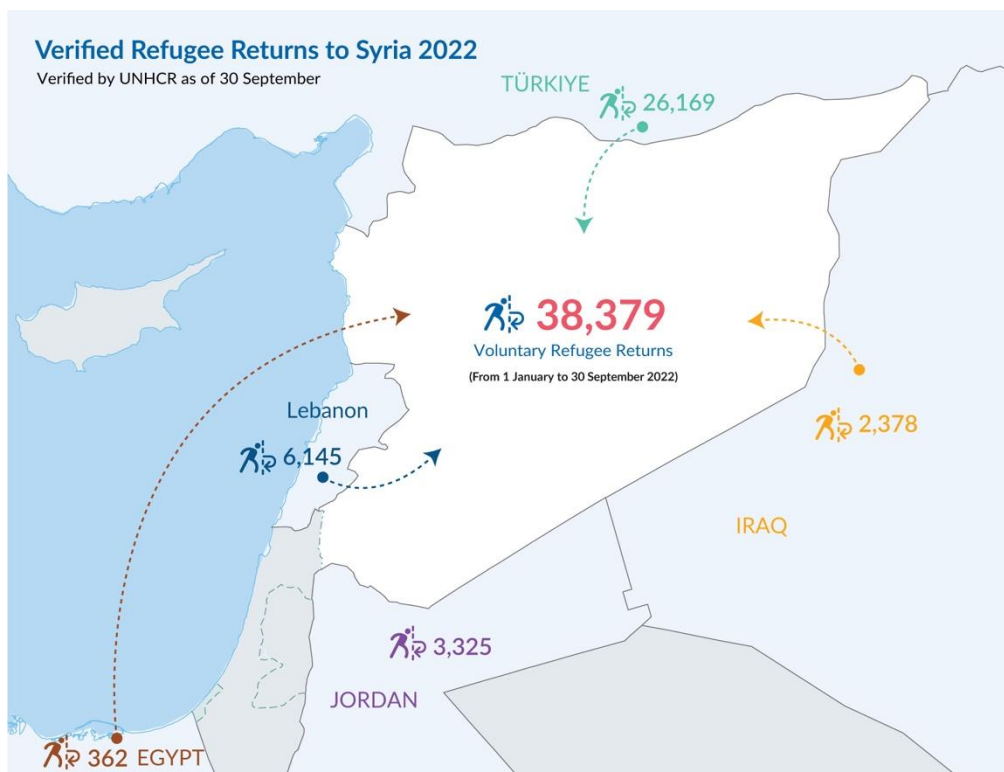 Verified Refugee Returns to Syria 2022
Verified by UNHCR as of 30 September
TÜRKIYE
26,169
38,379
Voluntary Refugee Returns
(From 1 January to 30 September 2022)
Lebanon
6,145
2,378
IRAQ
3,325
JORDAN
362 EGYPT